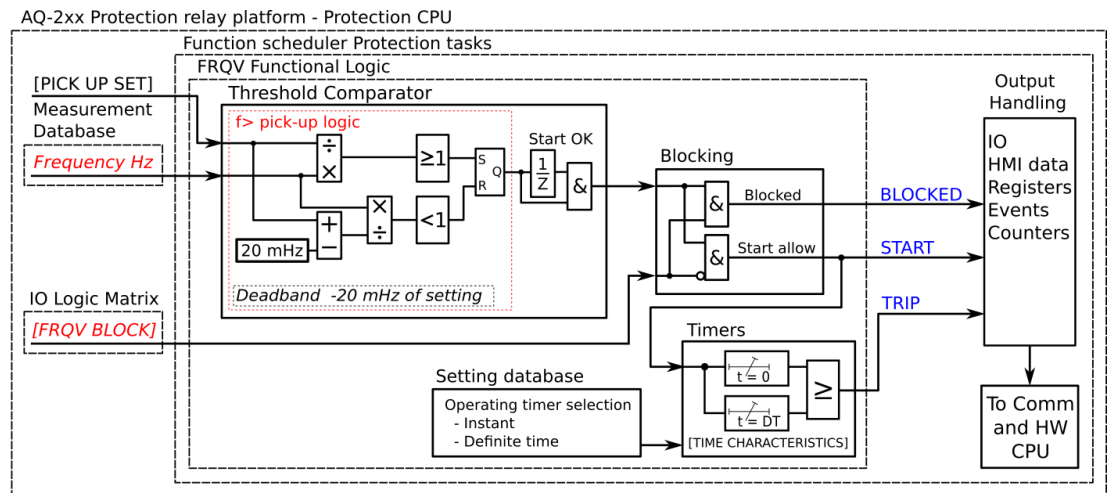 AQ-2xx Protection relay platform - Protection CPU
Function scheduler Protection tasks
FRQV Functional Logic
[PICK UP SET]
Measurement
Database
Frequency Hz
Threshold Comparator
f> pick-up logic
÷
×
≥1
S
Q
R
Start OK
1
Z
&
+
−
20 mHz
×
÷
<1
Deadband -20 mHz of setting
Blocking
&
Blocked
&
Start allow
BLOCKED
START
TRIP
Output
Handling
IO
HMI data
Registers
Events
Counters
IO Logic Matrix
[FRQV BLOCK]
Timers
t = 0
t = DT
≥
[TIME CHARACTERISTICS]
Setting database
Operating timer selection
- Instant
- Definite time
To Comm
and HW
CPU